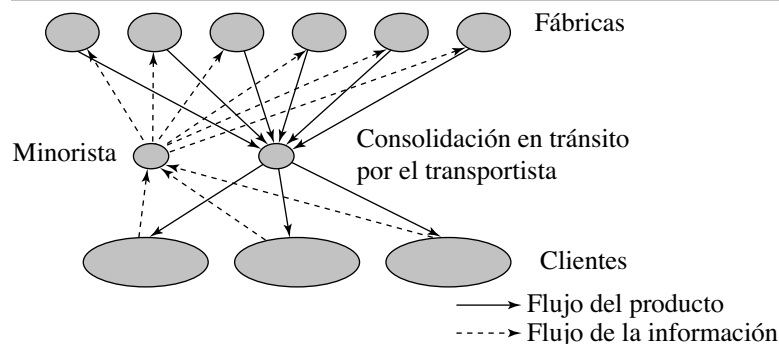 Fábricas
Minorista
Consolidación en tránsito
por el transportista
Clientes
Flujo del producto
Flujo de la información